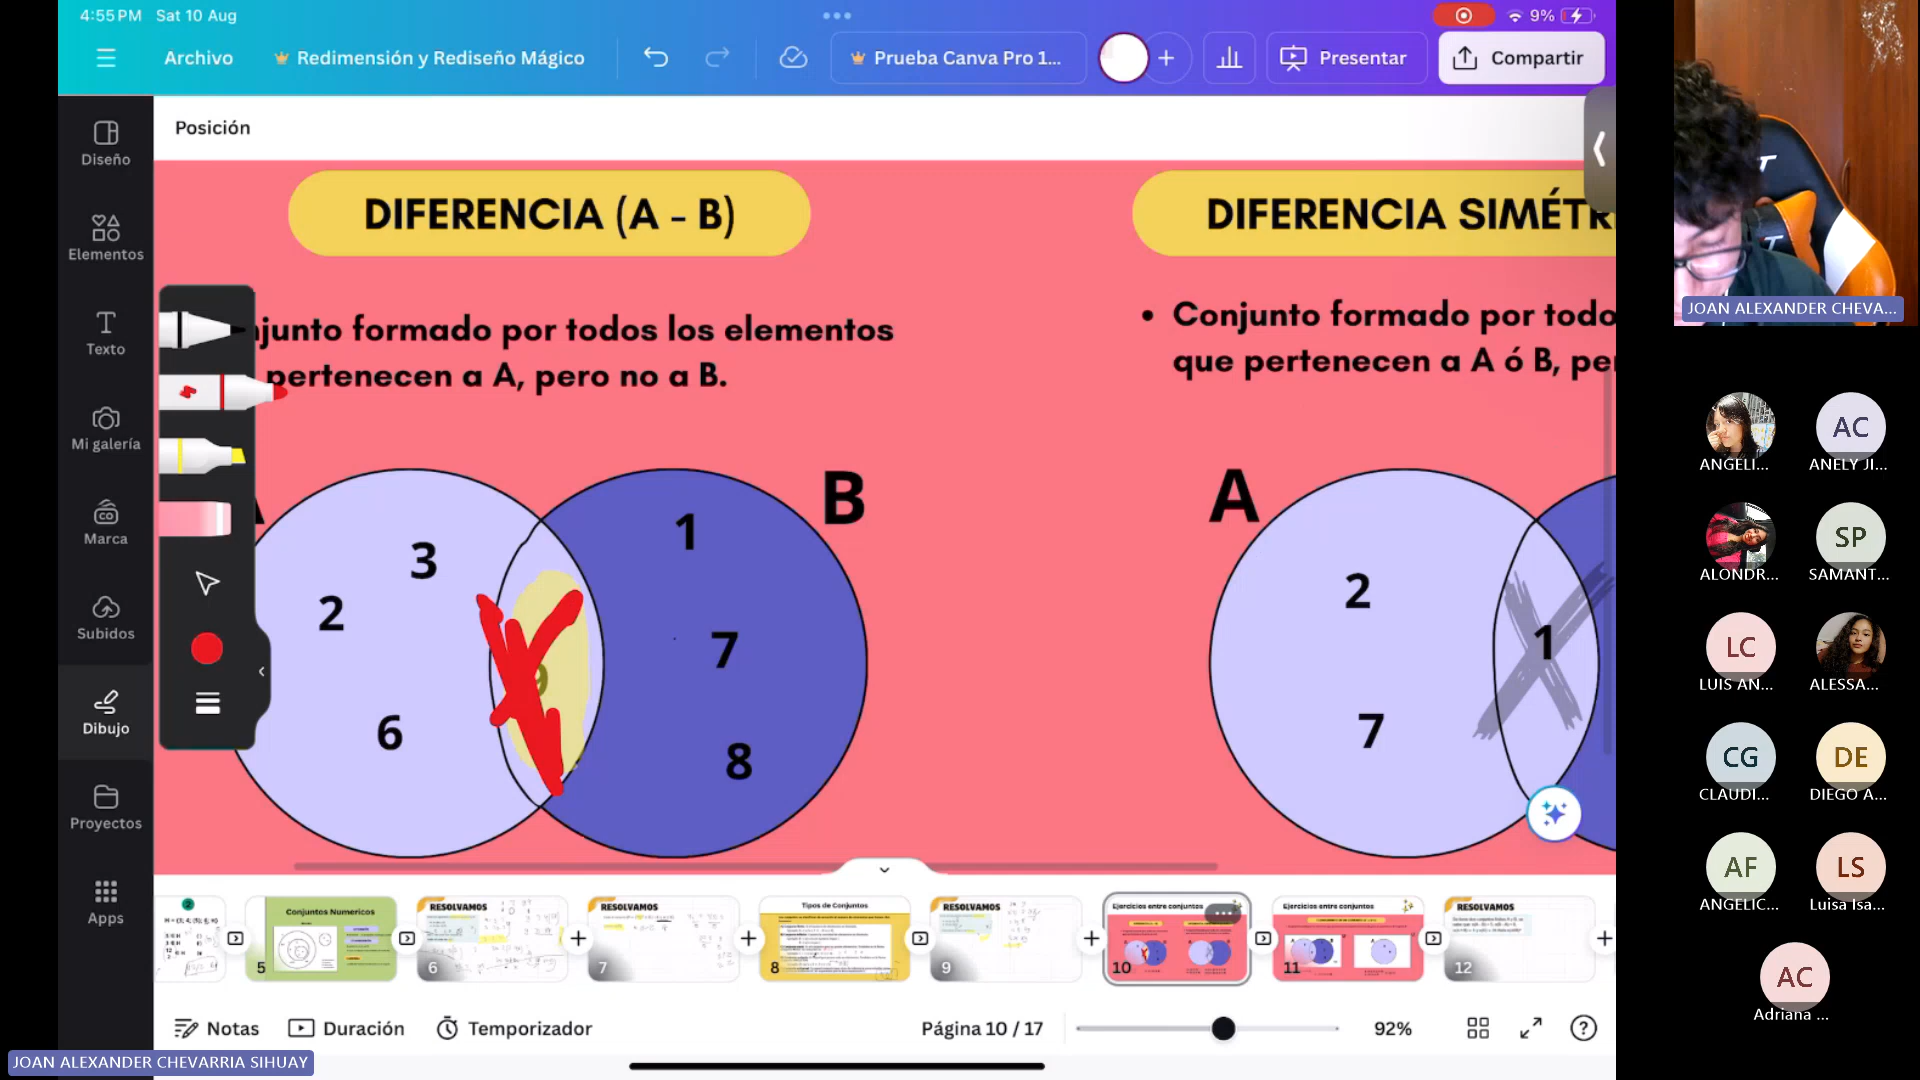 4:55 PM Sat 10 Aug
9%
Archivo
Redimensión y Rediseño Mágico
Prueba Canva Pro 1...
Presentar
Compartir
Posición
Diseño
Elementos
Texto
Mi galería
Marca
Subidos
Dibujo
Proyectos
Apps
DIFERENCIA (A - B)
njunto formado por todos los elementos
pertenecen a A, pero no a B.
B
3
2
6
9
1
7
8
DIFERENCIA SIMÉTR
• Conjunto formado por todo
que pertenecen a A ó B, pe
A
2
7
1
2
Conjuntos Numericos
5
RESOLVAMOS
6
RESOLVAMOS
7
Tipos de Conjuntos
8
RESOLVAMOS
9
Ejercicios entre conjuntos
10
Ejercicios entre conjuntos
11
RESOLVAMOS
12
Notas
Duración
Temporizador
Página 10 / 17
92%
JOAN ALEXANDER CHEVARRIA SIHUAY
JOAN ALEXANDER CHEVA...
ANGELI...
AC
ANELY JI...
ALONDR...
SP
SAMANT...
LC
LUIS AN...
ALESSA...
CG
CLAUDI...
DE
DIEGO A...
AF
ANGELIC...
LS
Luisa Isa...
AC
Adriana ...